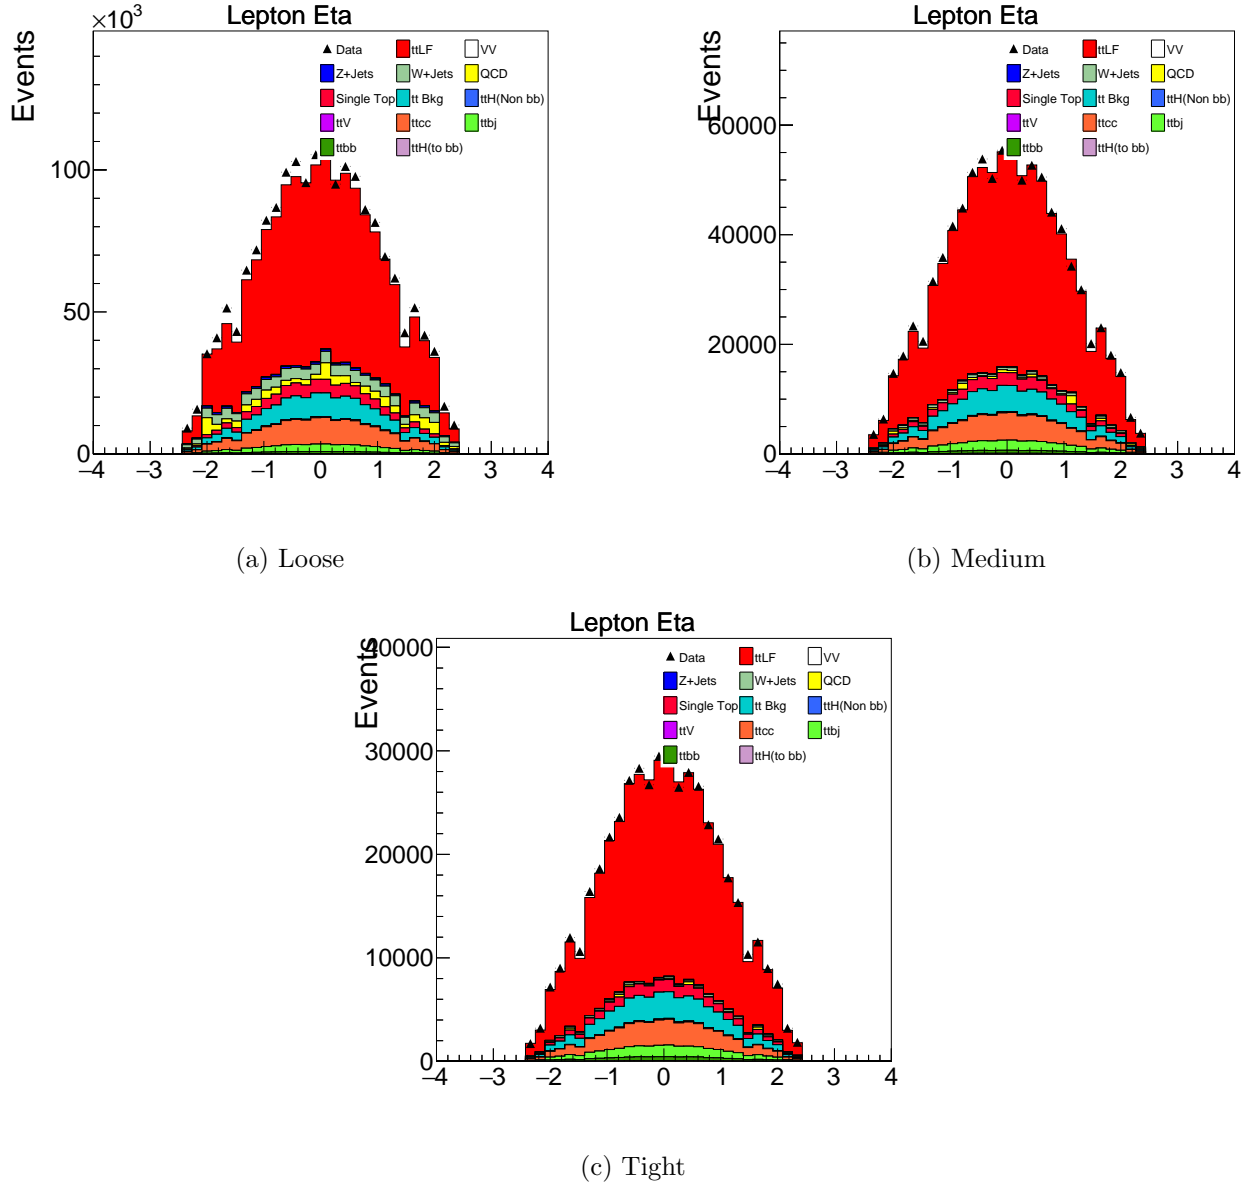 Lepton Eta
×10³
Events
Data ttLF VV
Z+Jets W+Jets QCD
Single Top tt Bkg ttH(Non bb)
ttV ttcc ttbj
ttbb ttH(to bb)
100
50
0
−4 −3 −2 −1 0 1 2 3 4
(a) Loose
Lepton Eta
Events
Data ttLF VV
Z+Jets W+Jets QCD
Single Top tt Bkg ttH(Non bb)
ttV ttcc ttbj
ttbb ttH(to bb)
60000
40000
20000
0
−4 −3 −2 −1 0 1 2 3 4
(b) Medium
Lepton Eta
Events
Data ttLF VV
Z+Jets W+Jets QCD
Single Top tt Bkg ttH(Non bb)
ttV ttcc ttbj
ttbb ttH(to bb)
40000
30000
20000
10000
0
−4 −3 −2 −1 0 1 2 3 4
(c) Tight